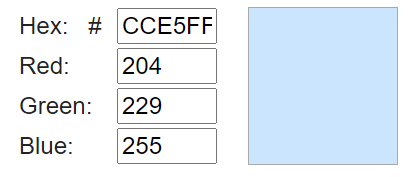 Hex: # CCE5FF
Red: 204
Green: 229
Blue: 255